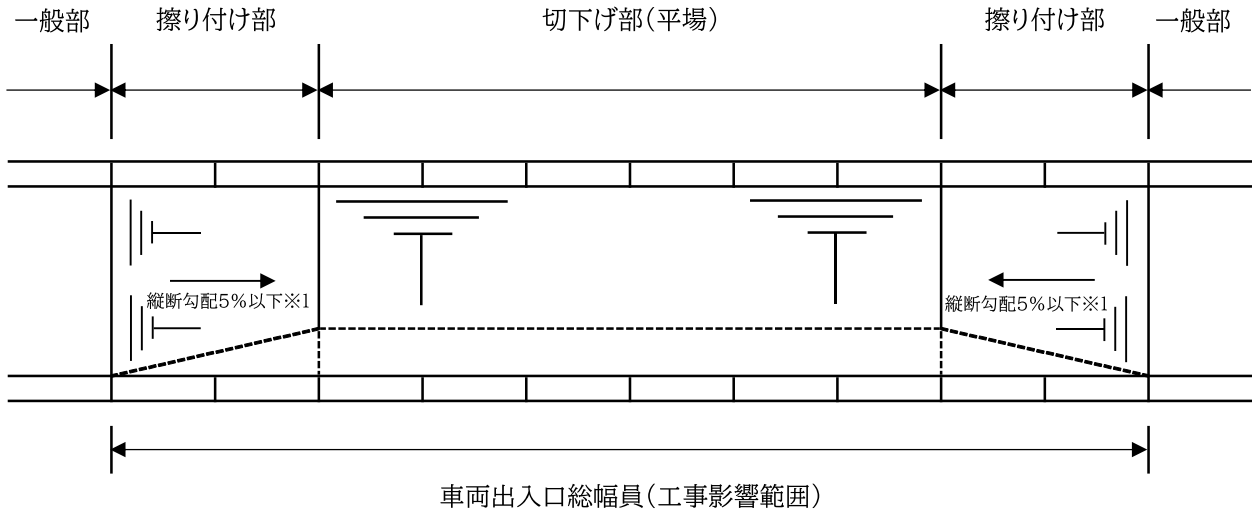 一般部
擦り付け部
切下げ部（平場）
擦り付け部
一般部
縦断勾配5%以下※1
縦断勾配5%以下※1
車両出入口総幅員（工事影響範囲）